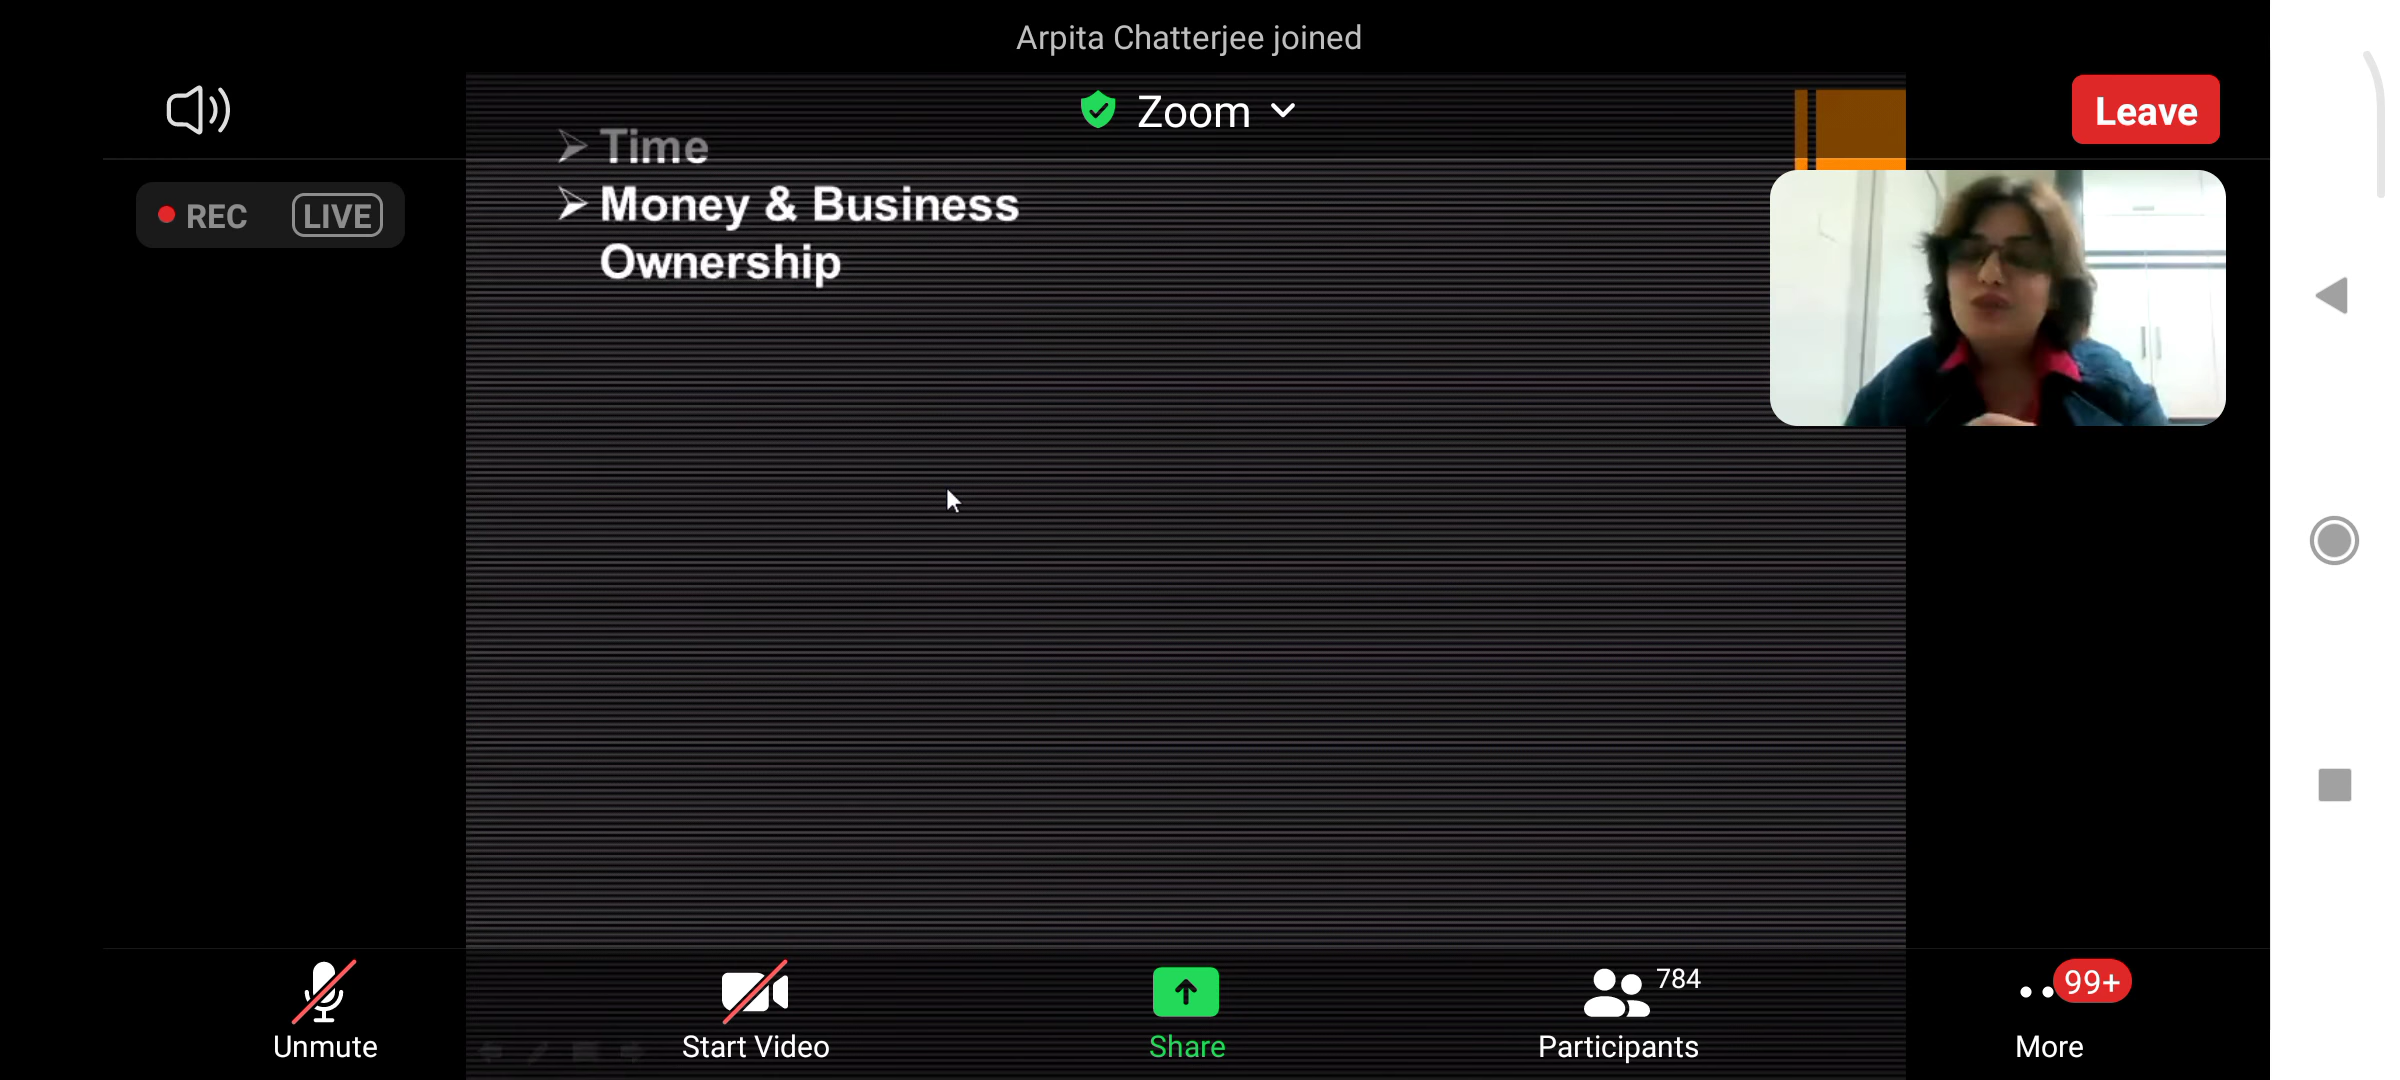 Arpita Chatterjee joined
Zoom
Leave
REC LIVE
Time
Money & Business
Ownership
784
99+
Unmute
Start Video
Share
Participants
More